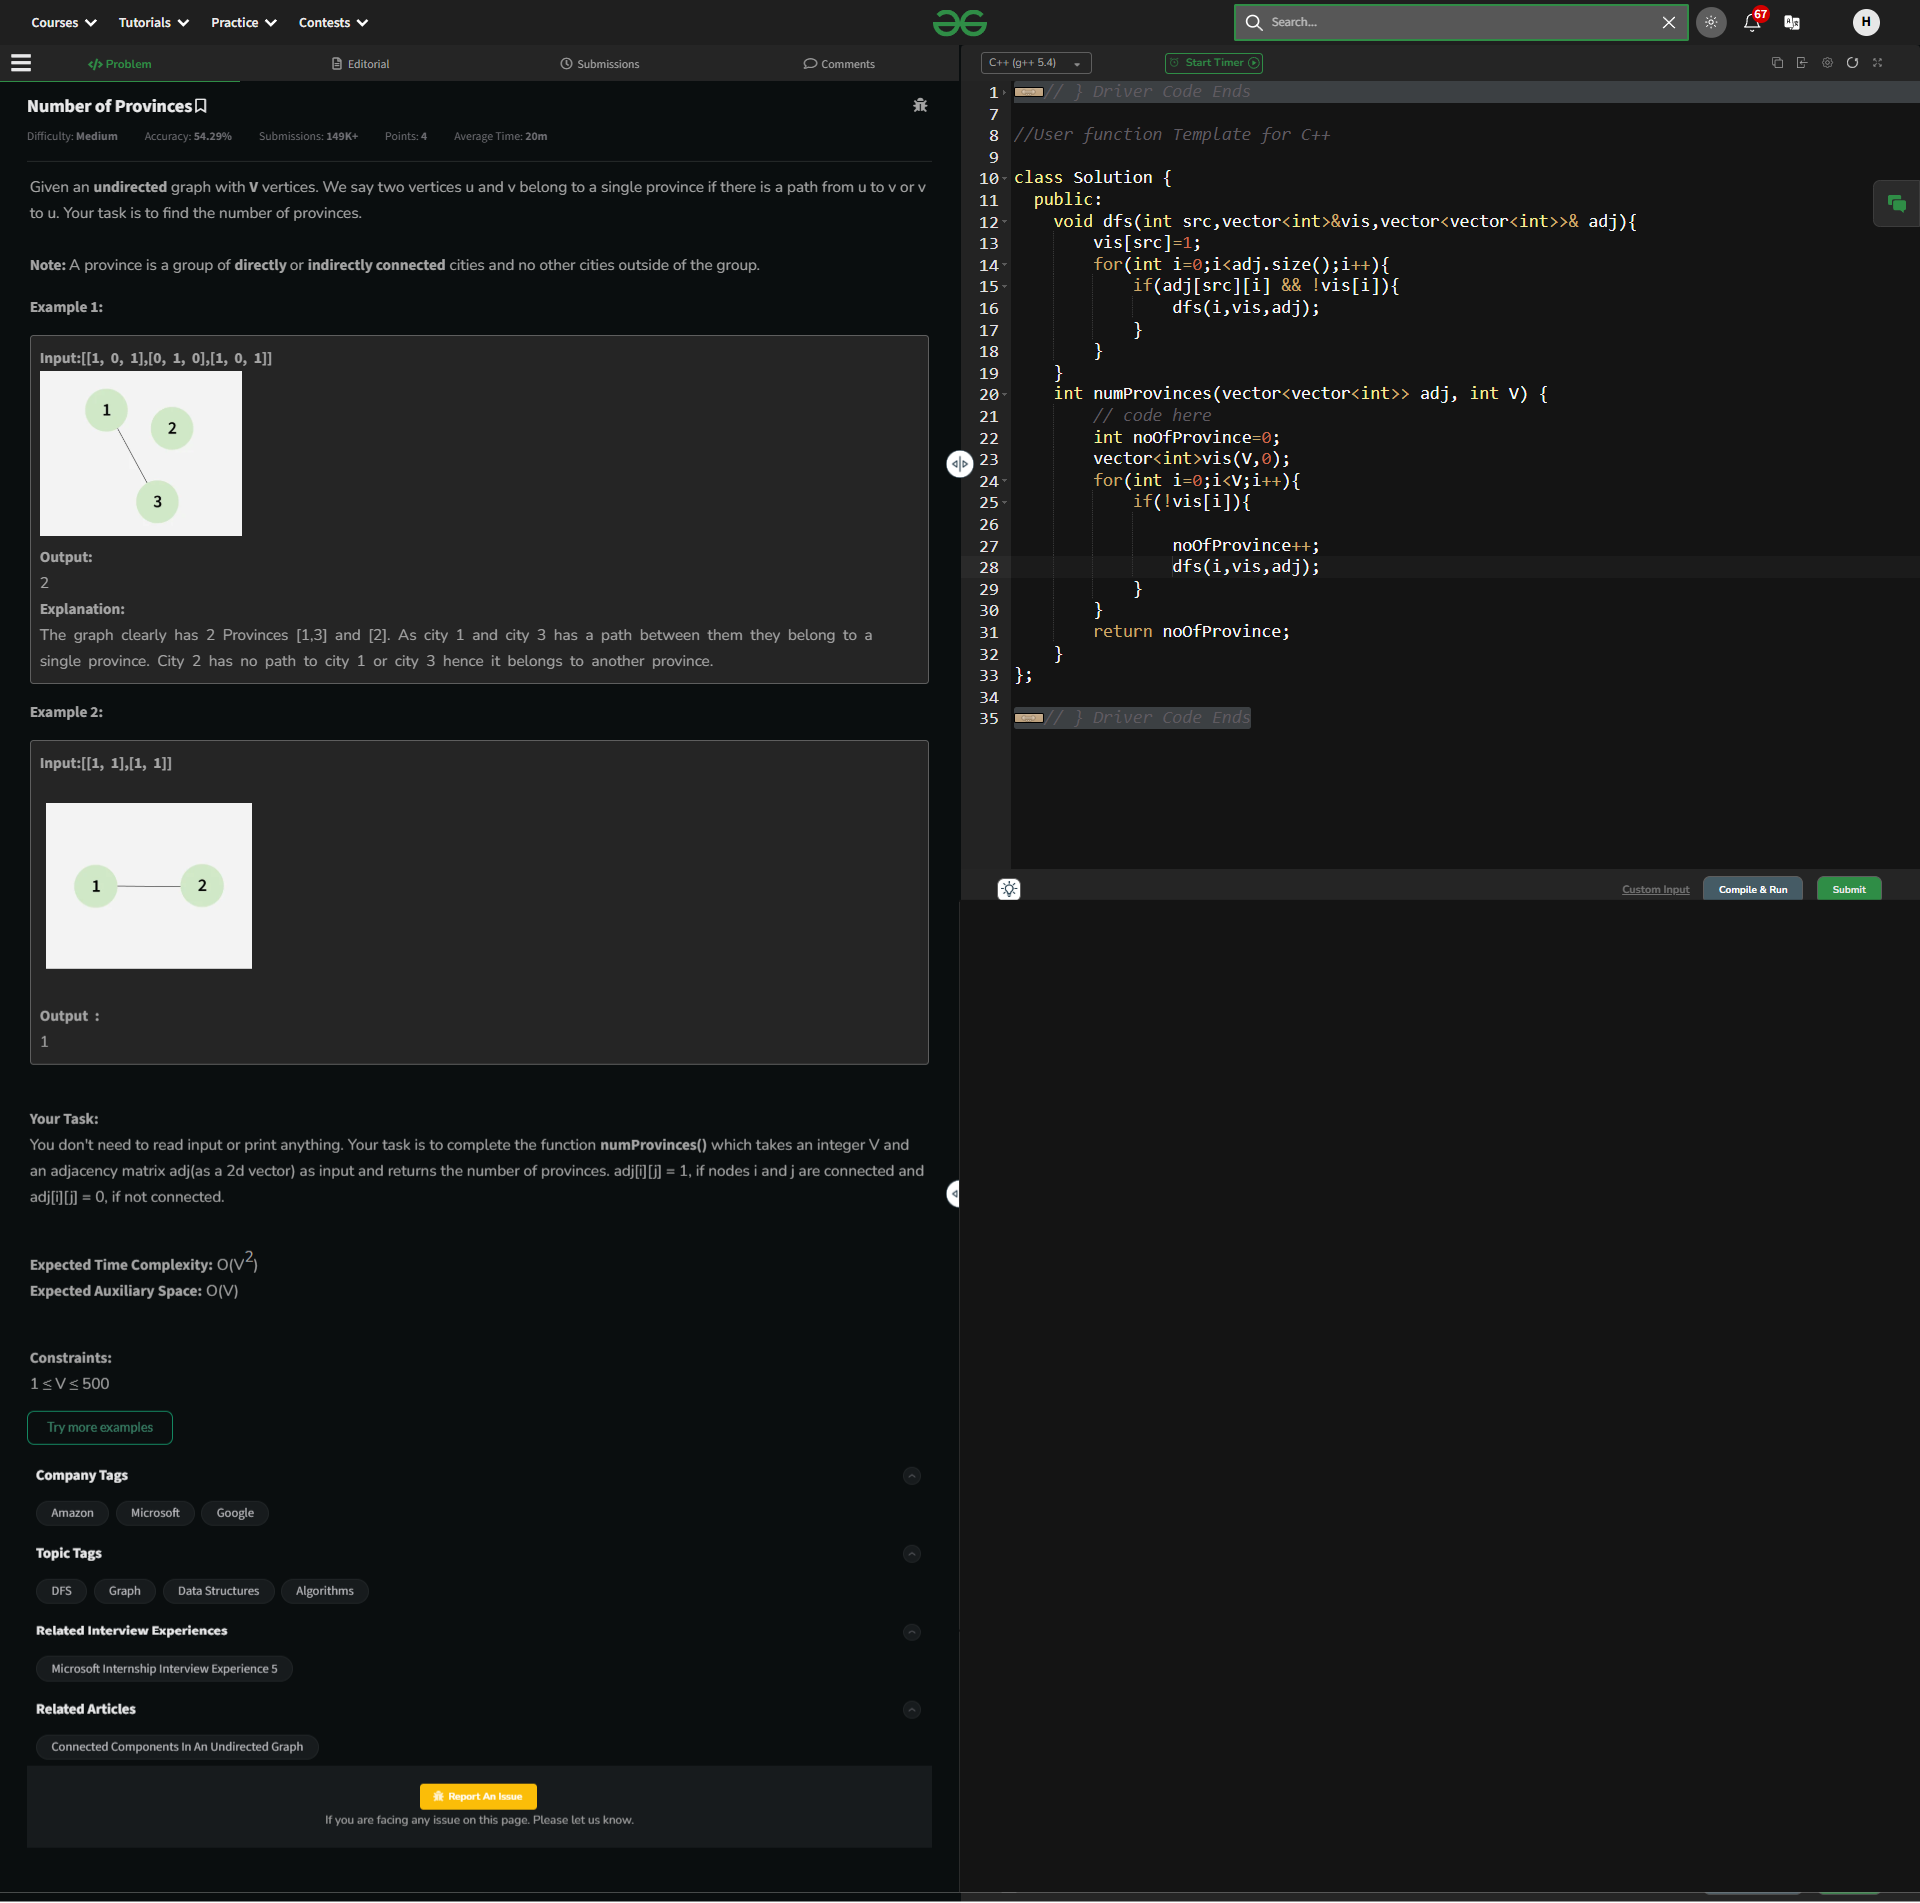 Courses
Tutorials
Practice
Contests
Search...
67
H
</> Problem
Editorial
Submissions
Comments
Number of Provinces
Difficulty: Medium Accuracy: 54.29% Submissions: 149K+ Points: 4 Average Time: 20m
Given an undirected graph with V vertices. We say two vertices u and v belong to a single province if there is a path from u to v or v
to u. Your task is to find the number of provinces.
Note: A province is a group of directly or indirectly connected cities and no other cities outside of the group.
Example 1:
Input:[[1, 0, 1],[0, 1, 0],[1, 0, 1]]
1
2
3
Output:
2
Explanation:
The graph clearly has 2 Provinces [1,3] and [2]. As city 1 and city 3 has a path between them they belong to a
single province. City 2 has no path to city 1 or city 3 hence it belongs to another province.
Example 2:
Input:[[1, 1],[1, 1]]
1
2
Output :
1
Your Task:
You don't need to read input or print anything. Your task is to complete the function numProvinces() which takes an integer V and
an adjacency matrix adj(as a 2d vector) as input and returns the number of provinces. adj[i][j] = 1, if nodes i and j are connected and
adj[i][j] = 0, if not connected.
Expected Time Complexity: O(V2)
Expected Auxiliary Space: O(V)
Constraints:
1 ≤ V ≤ 500
Try more examples
Company Tags
Amazon Microsoft Google
Topic Tags
DFS Graph Data Structures Algorithms
Related Interview Experiences
Microsoft Internship Interview Experience 5
Related Articles
Connected Components In An Undirected Graph
Report An Issue
If you are facing any issue on this page. Please let us know.
C++ (g++ 5.4)
Start Timer
1 // } Driver Code Ends
7
8 //User function Template for C++
9
10 class Solution {
11 public:
12 void dfs(int src,vector<int>&vis,vector<vector<int>>& adj){
13 vis[src]=1;
14 for(int i=0;i<adj.size();i++){
15 if(adj[src][i] && !vis[i]){
16 dfs(i,vis,adj);
17 }
18 }
19 }
20 int numProvinces(vector<vector<int>> adj, int V) {
21 // code here
22 int noOfProvince=0;
23 vector<int>vis(V,0);
24 for(int i=0;i<V;i++){
25 if(!vis[i]){
26
27 noOfProvince++;
28 dfs(i,vis,adj);
29 }
30 }
31 return noOfProvince;
32 }
33 };
34
35 // } Driver Code Ends
Custom Input
Compile & Run
Submit